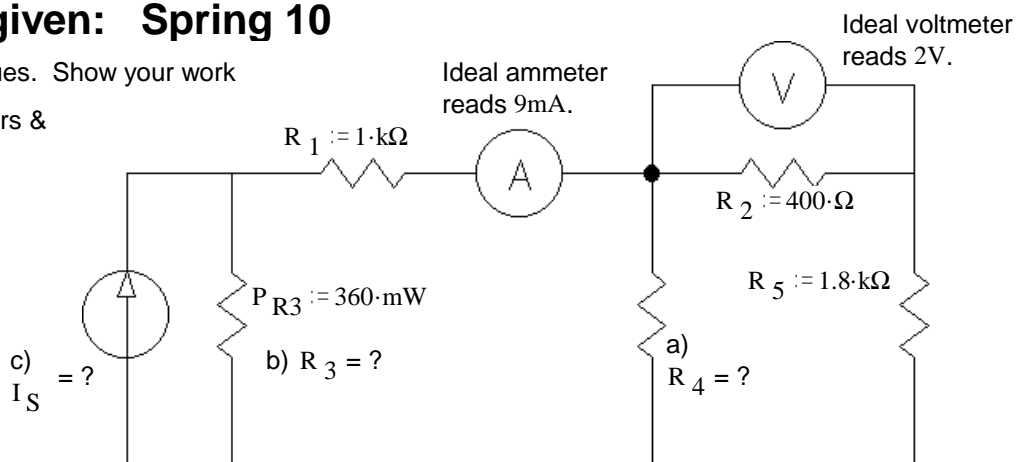 given: Spring 10
ues. Show your work
rs &
Ideal ammeter
reads 9mA.
Ideal voltmeter
reads 2V.
V
R 1 := 1·kΩ
A
R 2 := 400·Ω
P R3 := 360·mW
R 5 := 1.8·kΩ
b) R 3 = ?
a)
R 4 = ?
c)
I S = ?